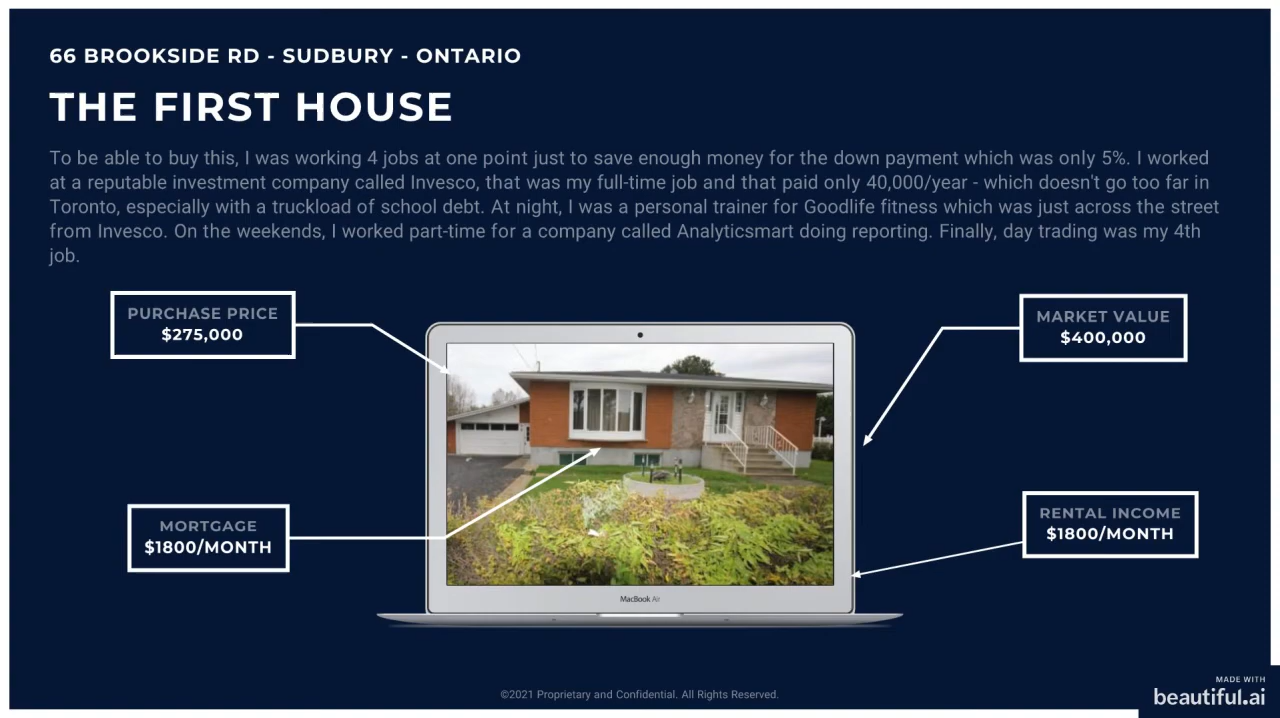 66 BROOKSIDE RD - SUDBURY - ONTARIO
THE FIRST HOUSE
To be able to buy this, I was working 4 jobs at one point just to save enough money for the down payment which was only 5%. I worked
at a reputable investment company called Invesco, that was my full-time job and that paid only 40,000/year - which doesn't go too far in
Toronto, especially with a truckload of school debt. At night, I was a personal trainer for Goodlife fitness which was just across the street
from Invesco. On the weekends, I worked part-time for a company called Analyticsmart doing reporting. Finally, day trading was my 4th
job.
PURCHASE PRICE
$275,000
MARKET VALUE
$400,000
MORTGAGE
$1800/MONTH
RENTAL INCOME
$1800/MONTH
MacBook Air
©2021 Proprietary and Confidential. All Rights Reserved.
MADE WITH
beautiful.ai